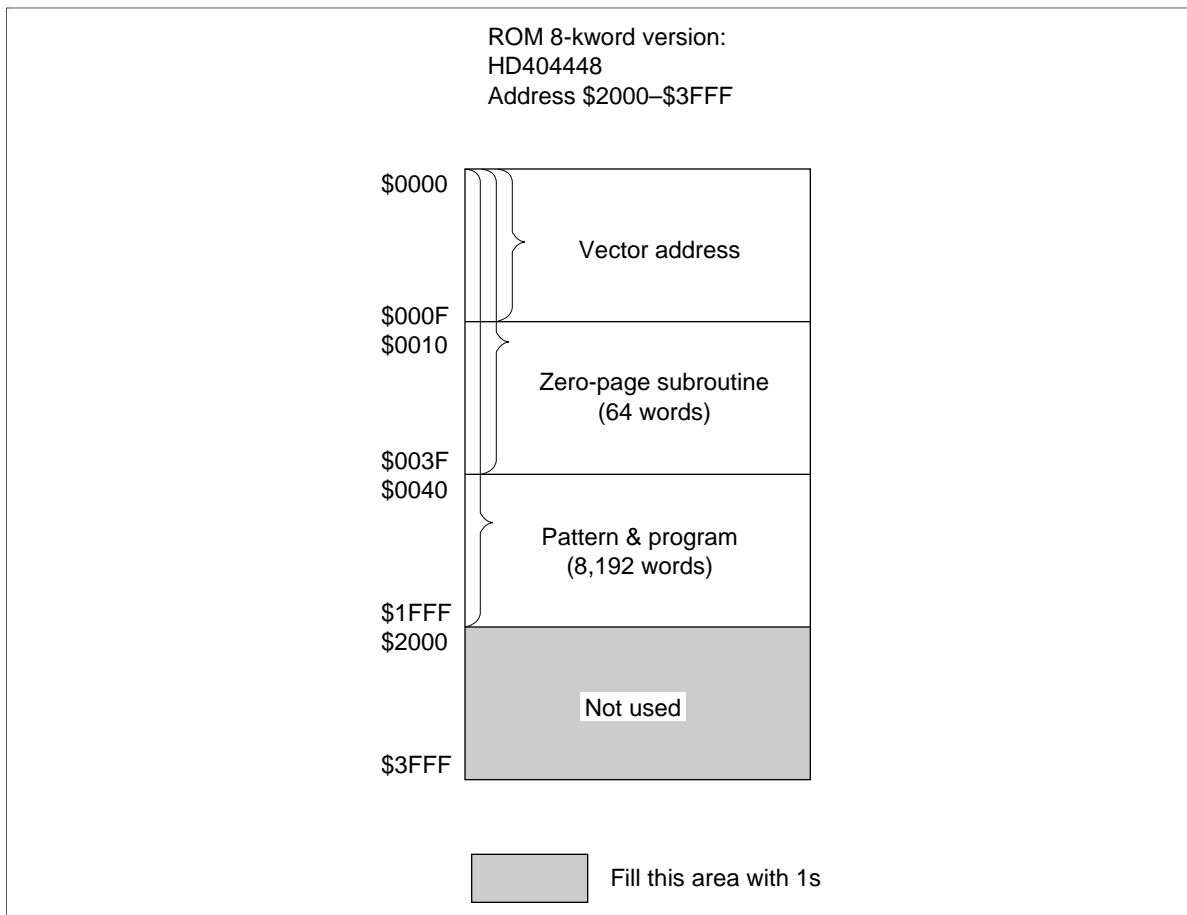 ROM 8-kword version:
HD404448
Address $2000–$3FFF
$0000
Vector address
$000F
$0010
Zero-page subroutine
(64 words)
$003F
$0040
Pattern & program
(8,192 words)
$1FFF
$2000
Not used
$3FFF
Fill this area with 1s